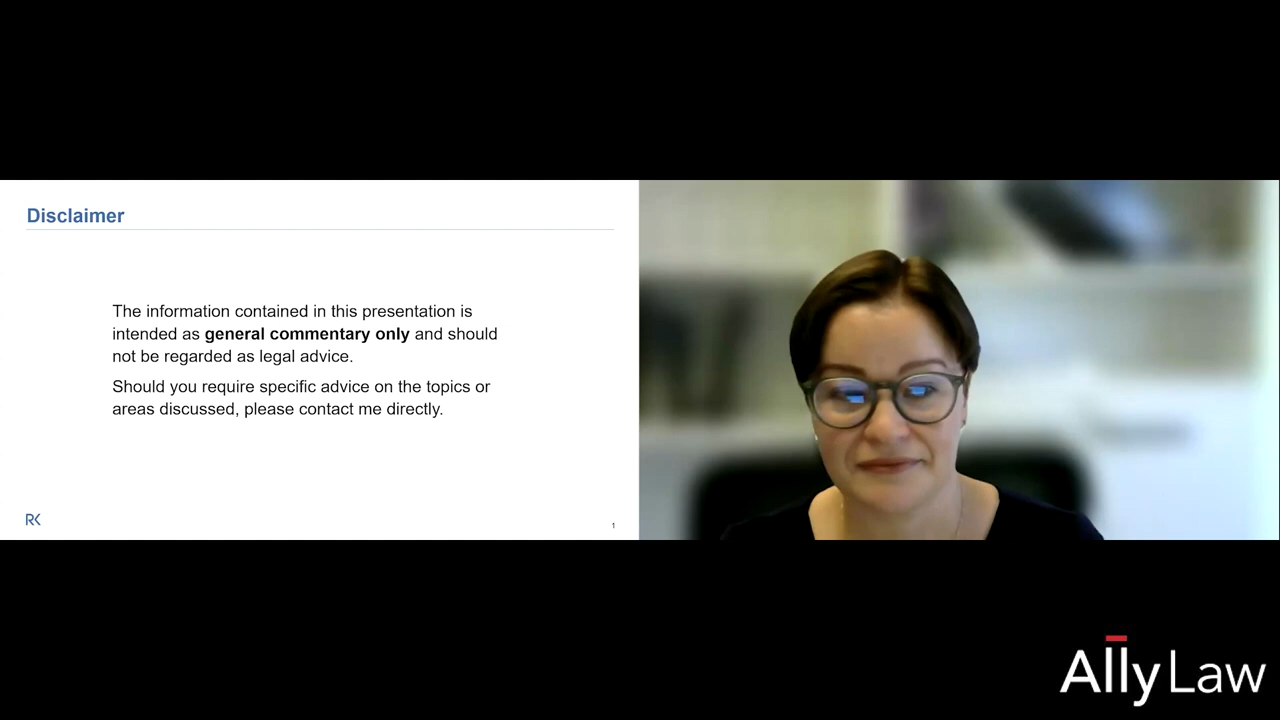 Disclaimer
The information contained in this presentation is
intended as general commentary only and should
not be regarded as legal advice.
Should you require specific advice on the topics or
areas discussed, please contact me directly.
RK
1
Ally Law